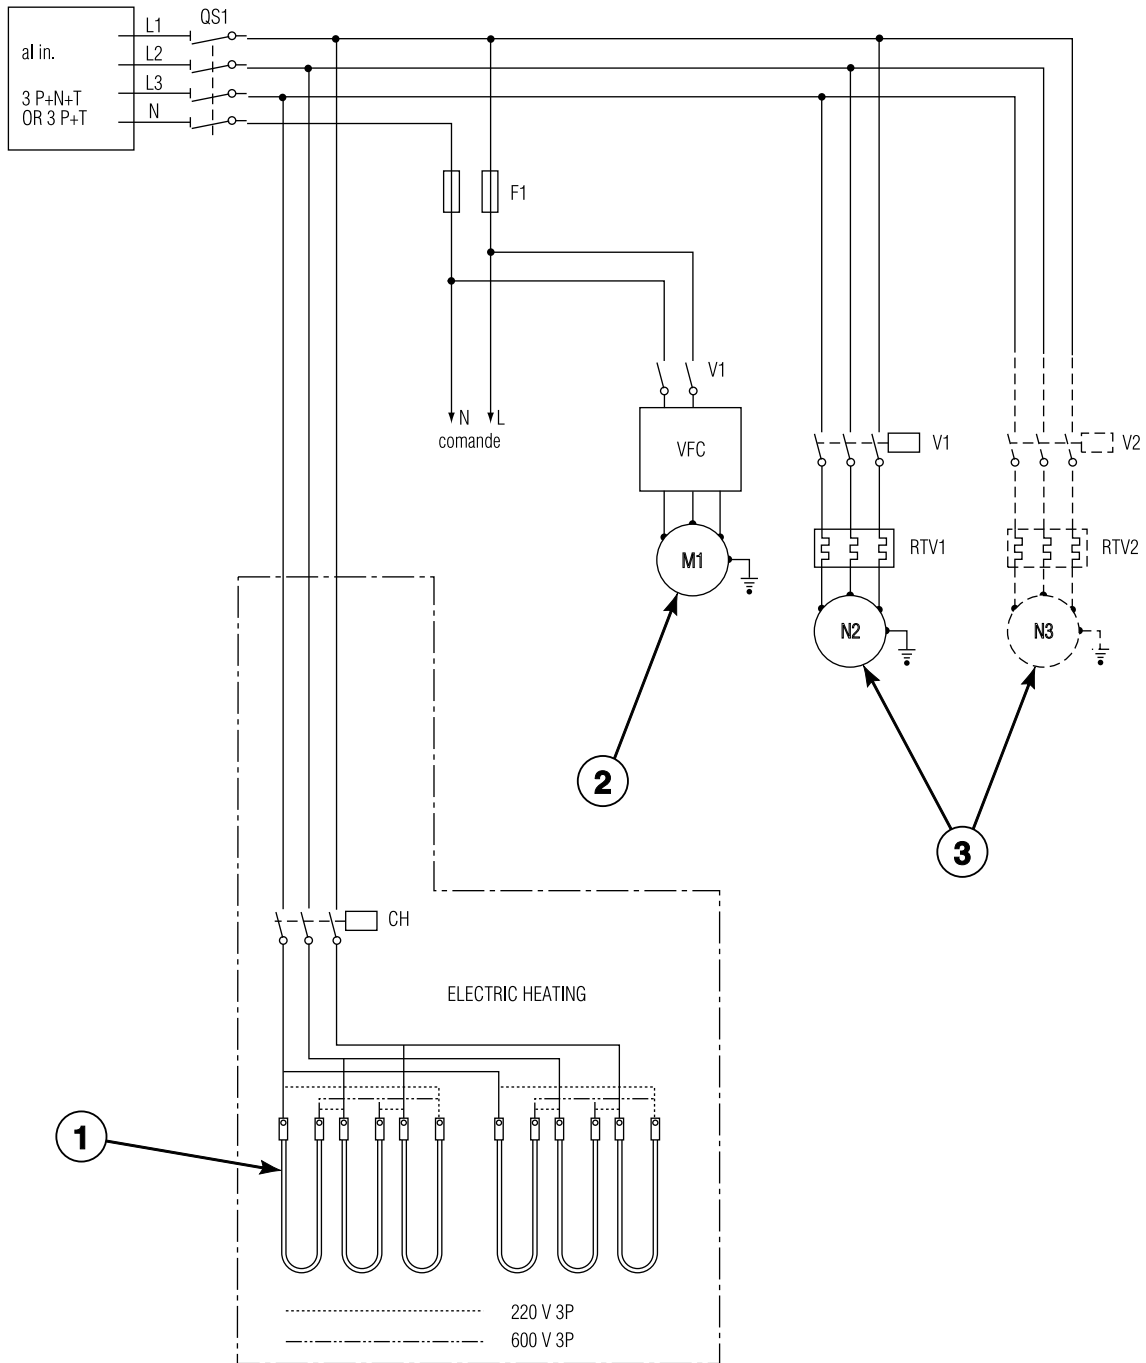 al in.
3 P+N+T
OR 3 P+T
L1
L2
L3
N
QS1
F1
N
L
comande
V1
VFC
M1
V1
RTV1
N2
V2
RTV2
N3
2
3
CH
ELECTRIC HEATING
1
220 V 3P
600 V 3P